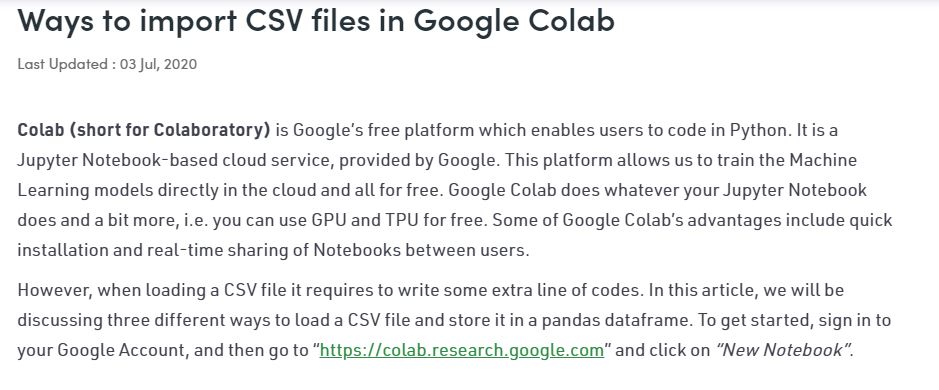 Ways to import CSV files in Google Colab
Last Updated : 03 Jul, 2020
Colab (short for Colaboratory) is Google's free platform which enables users to code in Python. It is a
Jupyter Notebook-based cloud service, provided by Google. This platform allows us to train the Machine
Learning models directly in the cloud and all for free. Google Colab does whatever your Jupyter Notebook
does and a bit more, i.e. you can use GPU and TPU for free. Some of Google Colab's advantages include quick
installation and real-time sharing of Notebooks between users.
However, when loading a CSV file it requires to write some extra line of codes. In this article, we will be
discussing three different ways to load a CSV file and store it in a pandas dataframe. To get started, sign in to
your Google Account, and then go to “https://colab.research.google.com” and click on “New Notebook”.